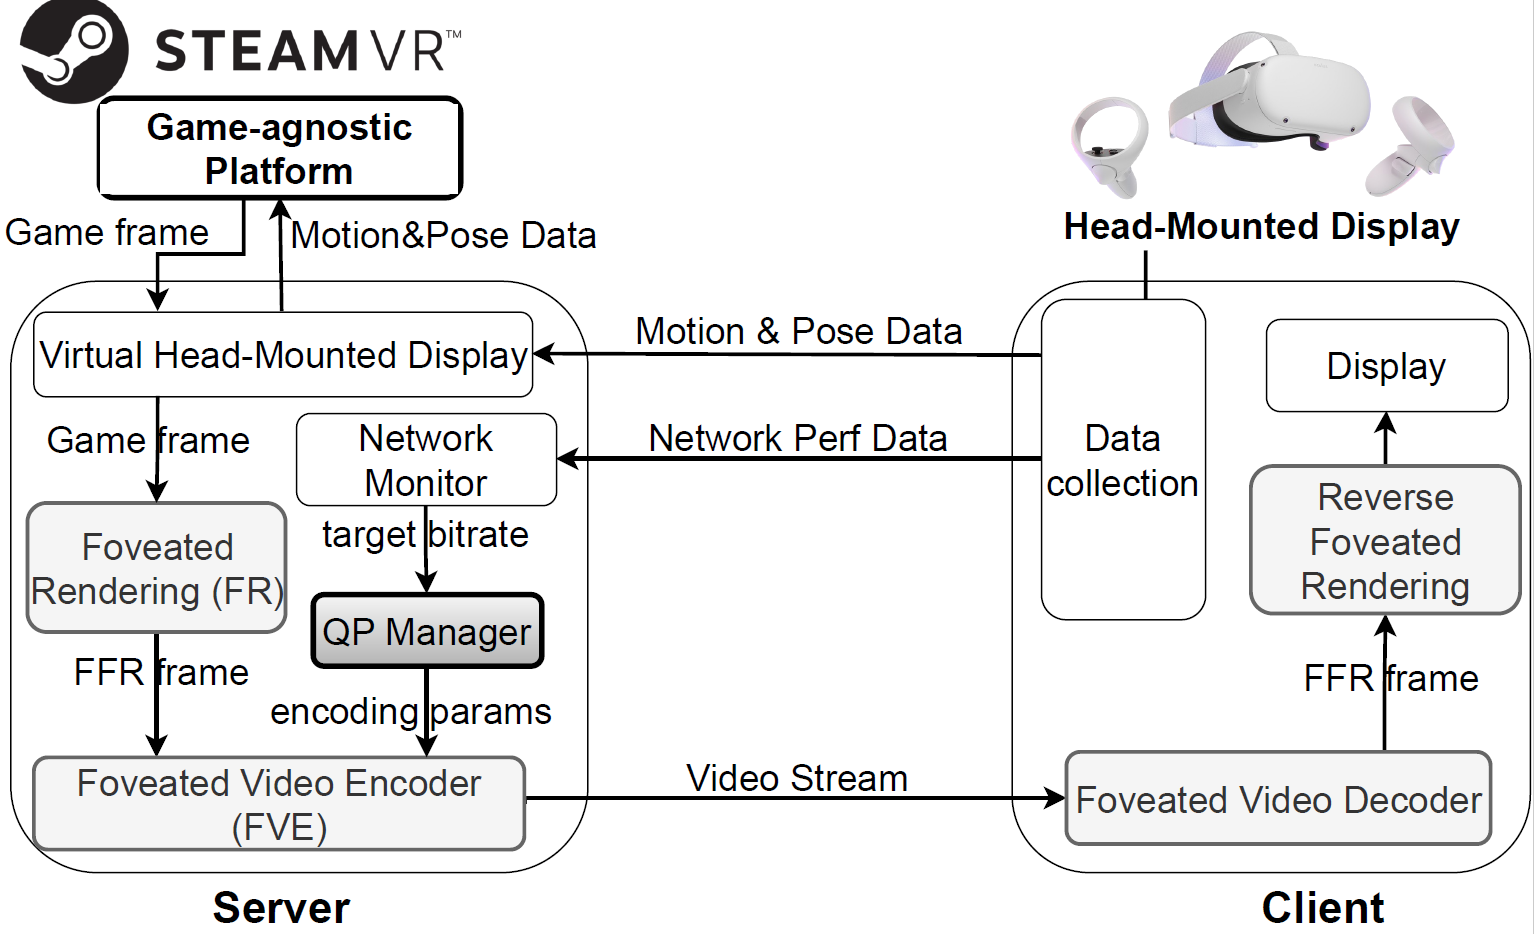 STEAMVR™
Game-agnostic
Platform
Game frame
Motion&Pose Data
Head-Mounted Display
Virtual Head-Mounted Display
Motion & Pose Data
Display
Game frame
Network
Monitor
Network Perf Data
Data
collection
Reverse
Foveated
Rendering
Foveated
Rendering (FR)
target bitrate
QP Manager
FFR frame
encoding params
FFR frame
Foveated Video Encoder
(FVE)
Video Stream
Foveated Video Decoder
Server
Client